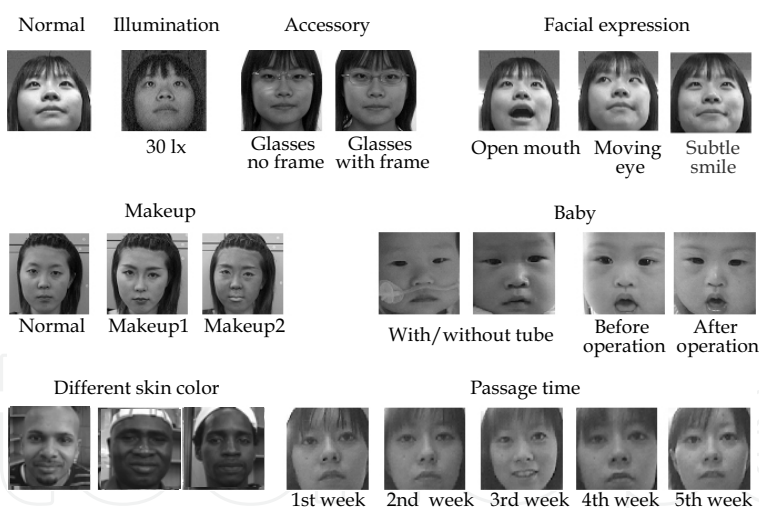 Normal
Illumination
Accessory
Facial expression
30 lx
Glasses
no frame
Glasses
with frame
Open mouth
Moving
eye
Subtle
smile
Makeup
Baby
Normal
Makeup1
Makeup2
With/without tube
Before
operation
After
operation
Different skin color
Passage time
1st week
2nd week
3rd week
4th week
5th week